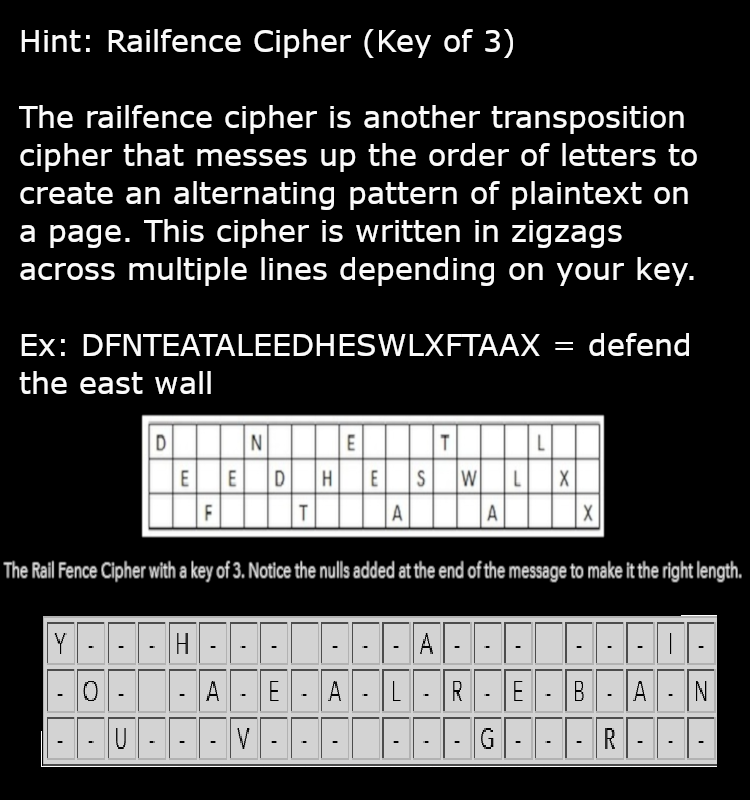 Hint: Railfence Cipher (Key of 3)
The railfence cipher is another transposition
cipher that messes up the order of letters to
create an alternating pattern of plaintext on
a page. This cipher is written in zigzags
across multiple lines depending on your key.
Ex: DFNTEATALEEDHESWLXFTAAX = defend
the east wall
D N E T L
E E D H E S W L X
F T A A X
The Rail Fence Cipher with a key of 3. Notice the nulls added at the end of the message to make it the right length.
Y - - - H - - - - - - A - - - - - - I -
- O - - A - E - A - L - R - E - B - A - N
- - U - - - V - - - - - - G - - - R - - -